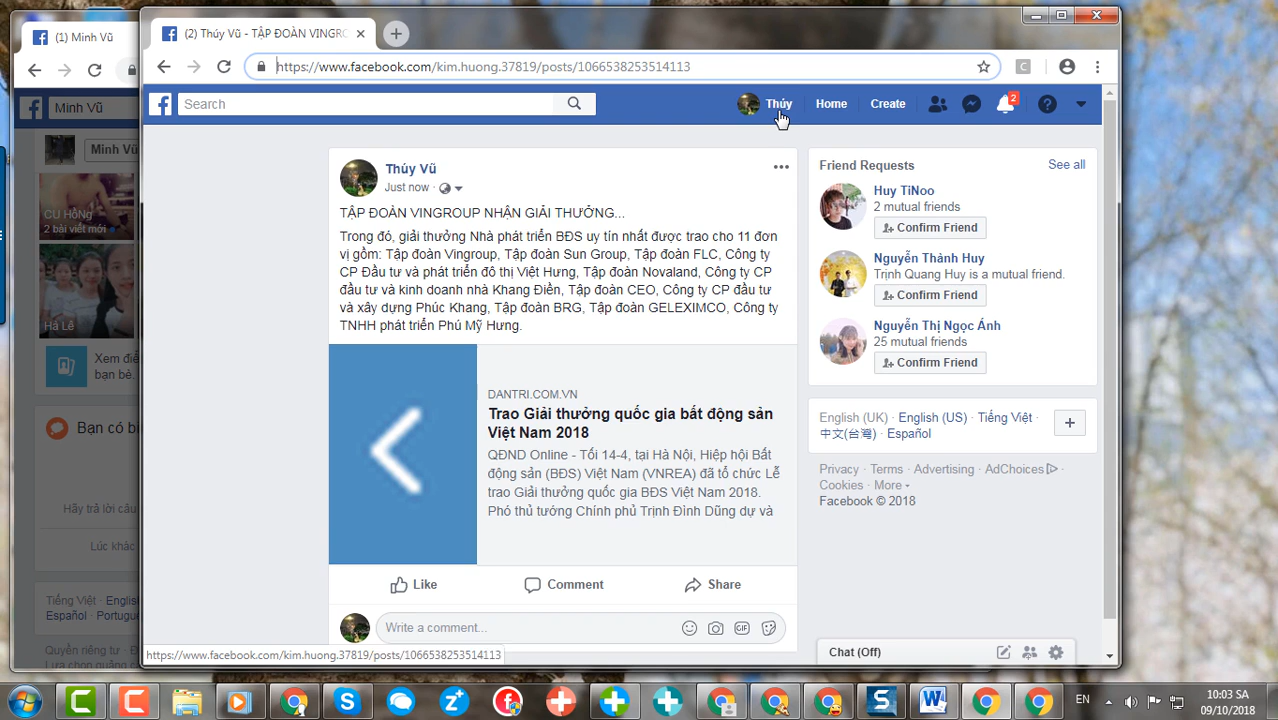 (1) Minh Vũ
(2) Thúy Vũ - TẬP ĐOÀN VINGRO
https://www.facebook.com/kim.huong.37819/posts/1066538253514113
Minh Vũ
Search
Thúy
Home
Create
2
Minh Vũ
CU HỒNG
2 bài viết mới
Hà Lê
Xem điể
bạn bè.
Bạn có bi
Hãy trả lời câu
Lúc khác
Tiếng Việt · English
Español · Portugu
Quyền riêng tư ·
Lựa chọn quảng cá
Thúy Vũ
Just now ·
TẬP ĐOÀN VINGROUP NHẬN GIẢI THƯỞNG...
Trong đó, giải thưởng Nhà phát triển BĐS uy tín nhất được trao cho 11 đơn
vị gồm: Tập đoàn Vingroup, Tập đoàn Sun Group, Tập đoàn FLC, Công ty
CP Đầu tư và phát triển đô thị Việt Hưng, Tập đoàn Novaland, Công ty CP
đầu tư và kinh doanh nhà Khang Điền, Tập đoàn CEO, Công ty CP đầu tư
và xây dựng Phúc Khang, Tập đoàn BRG, Tập đoàn GELEXIMCO, Công ty
TNHH phát triển Phú Mỹ Hưng.
DANTRI.COM.VN
Trao Giải thưởng quốc gia bất động sản
Việt Nam 2018
QĐND Online - Tối 14-4, tại Hà Nội, Hiệp hội Bất
động sản (BĐS) Việt Nam (VNREA) đã tổ chức Lễ
trao Giải thưởng quốc gia BĐS Việt Nam 2018.
Phó thủ tướng Chính phủ Trịnh Đình Dũng dự và
Like
Comment
Share
Write a comment...
GIF
https://www.facebook.com/kim.huong.37819/posts/1066538253514113
Friend Requests
See all
Huy TiNoo
2 mutual friends
Confirm Friend
Nguyễn Thành Huy
Trịnh Quang Huy is a mutual friend.
Confirm Friend
Nguyễn Thị Ngọc Ánh
25 mutual friends
Confirm Friend
English (UK) · English (US) · Tiếng Việt ·
中文(台灣) · Español
Privacy · Terms · Advertising · AdChoices ·
Cookies · More
Facebook © 2018
Chat (Off)
EN
10:03 SA
09/10/2018